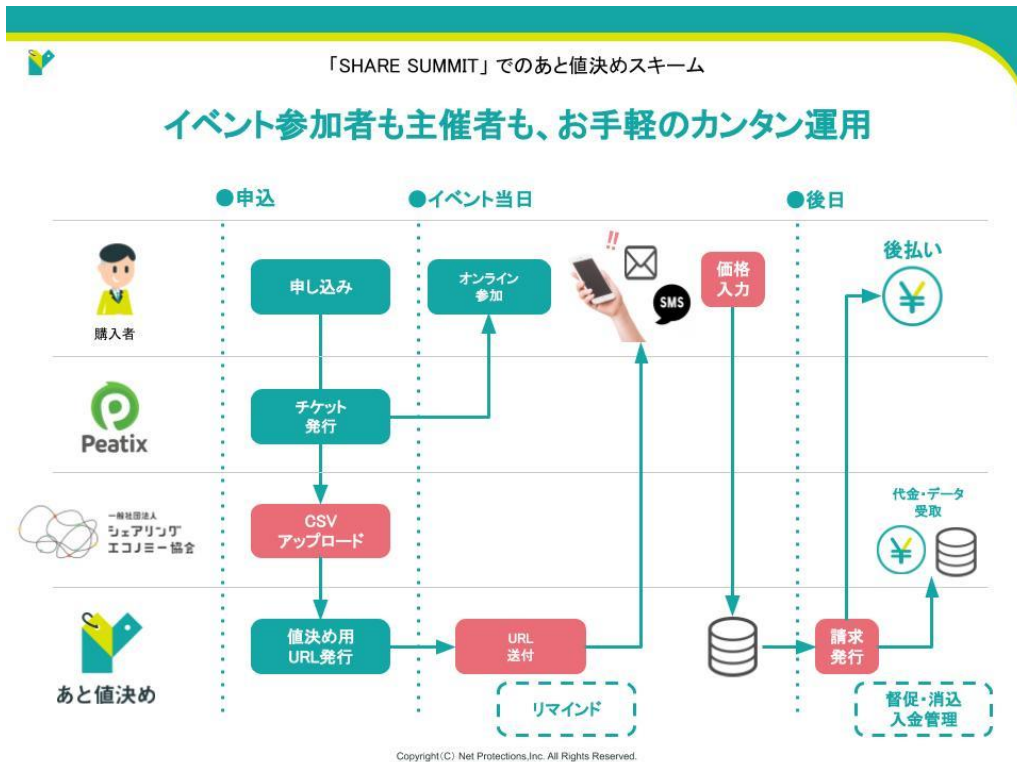 「SHARE SUMMIT」でのあと値決めスキーム
イベント参加者も主催者も、お手軽のカンタン運用
●申込
●イベント当日
●後日
購入者
申し込み
オンライン
参加
!!
SMS
価格
入力
後払い
¥
Peatix
チケット
発行
一般社団法人
シェアリング
エコノミー協会
CSV
アップロード
代金・データ
受取
¥
あと値決め
値決め用
URL発行
URL
送付
リマインド
請求
発行
督促・消込
入金管理
Copyright(C) Net Protections,Inc. All Rights Reserved.